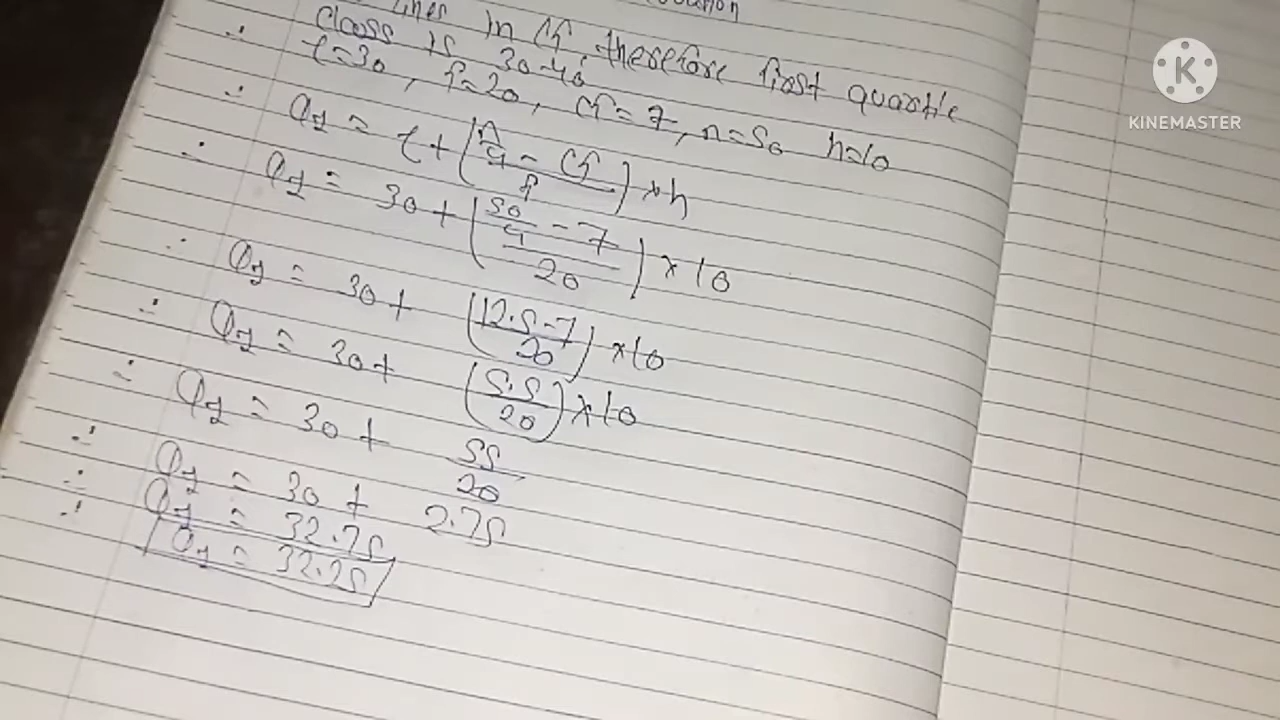 lies in Cf, therefore first quartile
class is 30-40
∴ l=30, f=20, Cf=7, n=50 h=10
∴ Q1 = l+(n/4 - Cf/f) × h
∴ Q1 = 30+(50/4 - 7/20) × 10
∴ Q1 = 30+ (12.5-7/20) × 10
∴ Q1 = 30+ (5.5/20) × 10
∴ Q1 = 30+ 55/20
∴ Q1 = 30 + 2.75
∴ Q1 = 32.75
∴ Q1 = 32.75
KINEMASTER